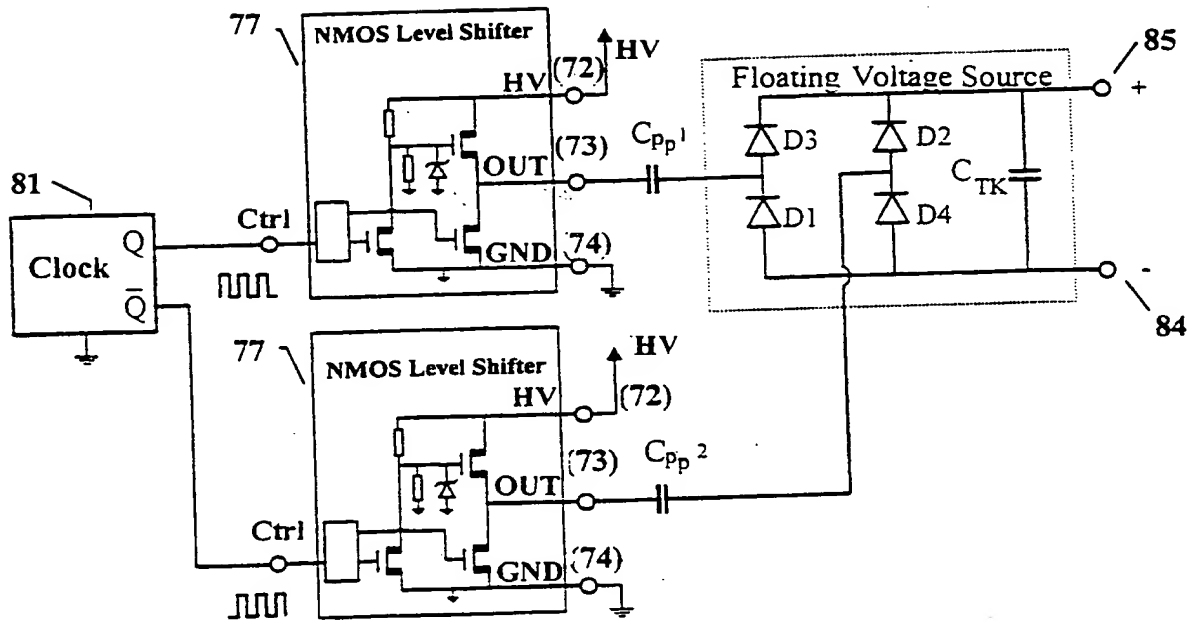 77
NMOS Level Shifter
HV
(72)
HV
85
Floating Voltage Source
+
D3
D2
OUT
(73)
Cpp1
CTK
81
D1
D4
Ctrl
Q
Clock
GND
(74)
-
Q̅
84
77
NMOS Level Shifter
HV
HV
(72)
(73)
Cpp2
OUT
Ctrl
GND
(74)